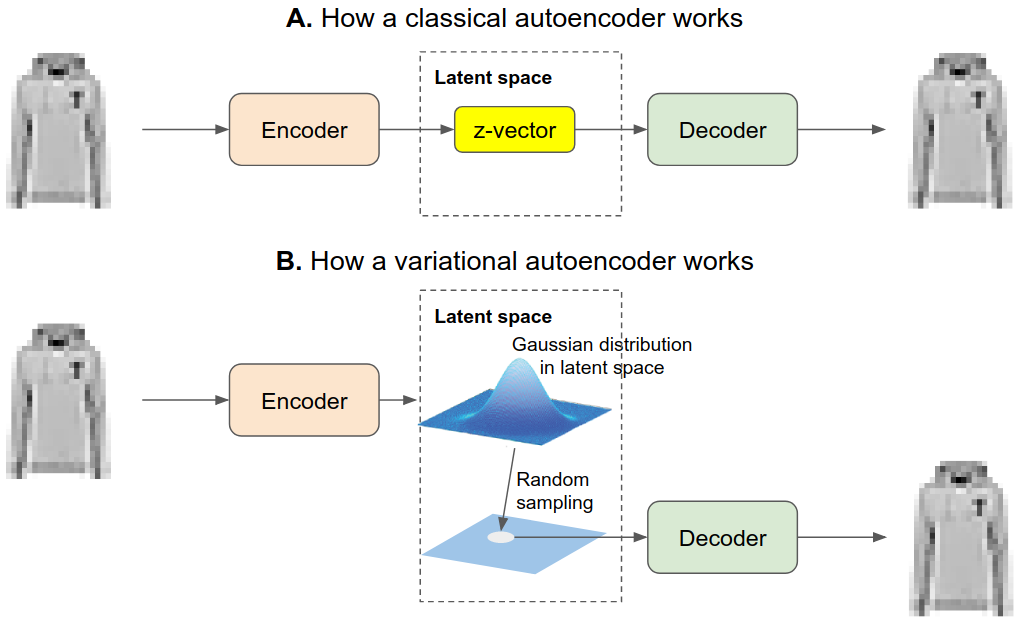 A. How a classical autoencoder works
Latent space
Encoder
z-vector
Decoder
B. How a variational autoencoder works
Latent space
Gaussian distribution
in latent space
Encoder
Random
sampling
Decoder